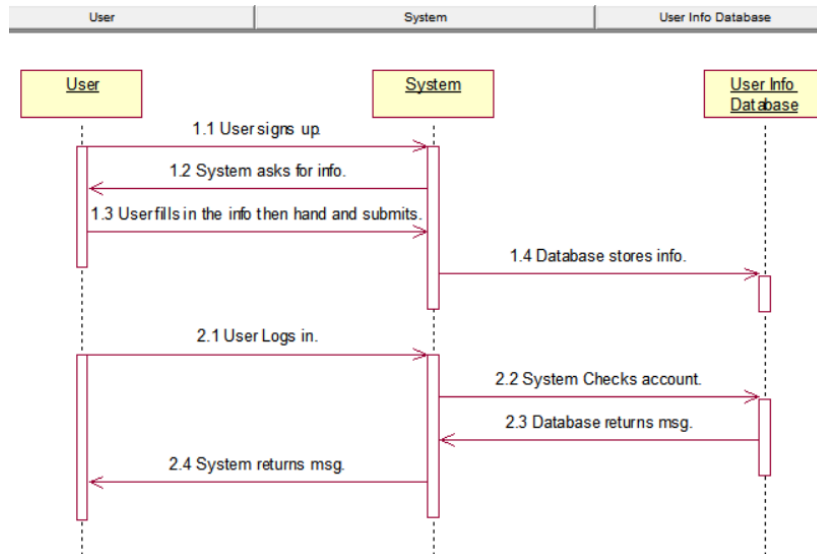 User System User Info Database
User System User Info
Database
1.1 User signs up.
1.2 System asks for info.
1.3 User fills in the info then hand and submits.
1.4 Database stores info.
2.1 User Logs in.
2.2 System Checks account.
2.3 Database returns msg.
2.4 System returns msg.